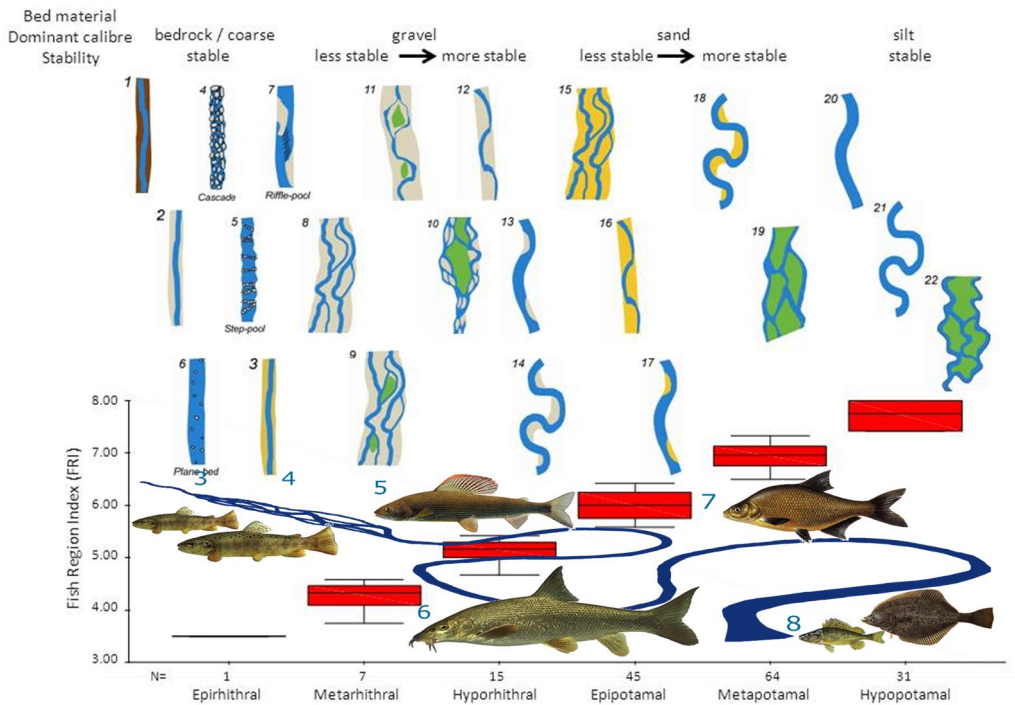 Bed material
Dominant calibre
Stability
bedrock / coarse
stable
gravel
less stable
more stable
sand
less stable
more stable
silt
stable
1
4
7
11
12
15
18
20
Cascade
Riffle-pool
2
5
8
10
13
16
19
21
22
Step-pool
6
3
9
14
17
Plane-bed
8.00
7.00
6.00
5.00
4.00
3.00
Fish Region Index (FRI)
3
4
5
6
7
8
N=
1
7
15
45
64
31
Epirhithral
Metarhithral
Hyporhithral
Epipotamal
Metapotamal
Hypopotamal